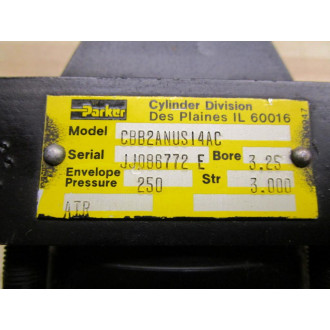 Parker
Cylinder Division
Des Plaines IL 60016
Model CBB2ANUS14AC
Serial JJ086772 E Bore 3.25
Envelope
Pressure 250 Str 3.000
AIR